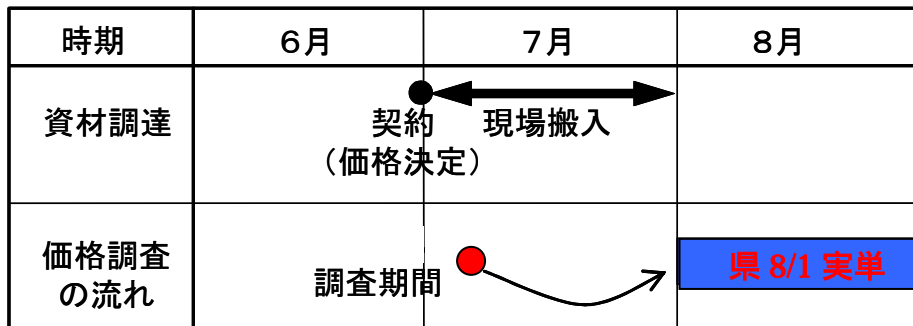 時期 6月 7月 8月
資材調達 契約 現場搬入
（価格決定）
価格調査
の流れ
調査期間
県 8/1 実単